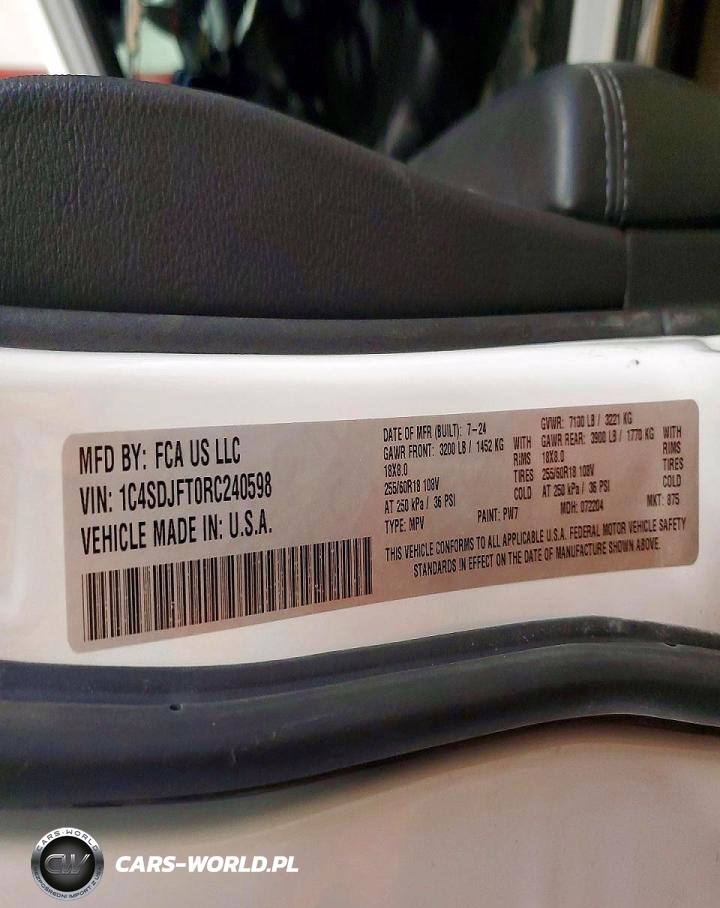 MFD BY: FCA US LLC
VIN: 1C4SDJFT0RC240598
VEHICLE MADE IN: U.S.A.
DATE OF MFR (BUILT): 7-24
GAWR FRONT: 3200 LB / 1452 KG WITH
18X8.0 RIMS
255/60R18 108V TIRES
AT 250 kPa / 36 PSI COLD
TYPE: MPV PAINT: PW7
GVWR: 7100 LB / 3221 KG
GAWR REAR: 3900 LB / 1770 KG WITH
18X8.0 RIMS
255/60R18 108V TIRES
AT 250 kPa / 36 PSI COLD
MDH: 072204 MKT: 875
THIS VEHICLE CONFORMS TO ALL APPLICABLE U.S.A. FEDERAL MOTOR VEHICLE SAFETY
STANDARDS IN EFFECT ON THE DATE OF MANUFACTURE SHOWN ABOVE.
CARS-WORLD
CW
CARS-WORLD.PL